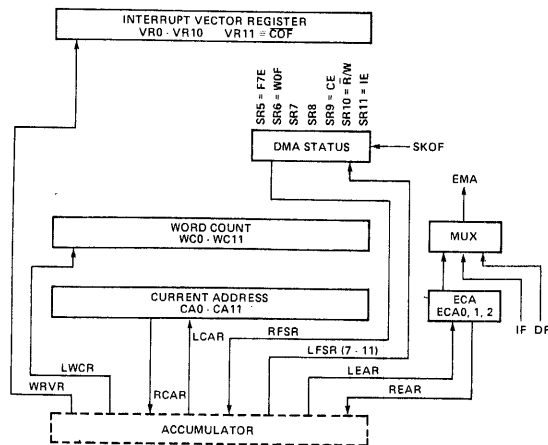 INTERRUPT VECTOR REGISTER
VR0 - VR10 VR11 = COF
SR5 = F7E
SR6 = WOF
SR7
SR8
SR9 = CE
SR10 = R/W
SR11 = IE
DMA STATUS
SKOF
EMA
WORD COUNT
WC0 - WC11
MUX
CURRENT ADDRESS
CA0 - CA11
ECA
ECA0, 1, 2
LCAR
RFSR
IF DF
LFSR (7 - 11)
LWCR
LEAR
WRVR
RCAR
REAR
ACCUMULATOR